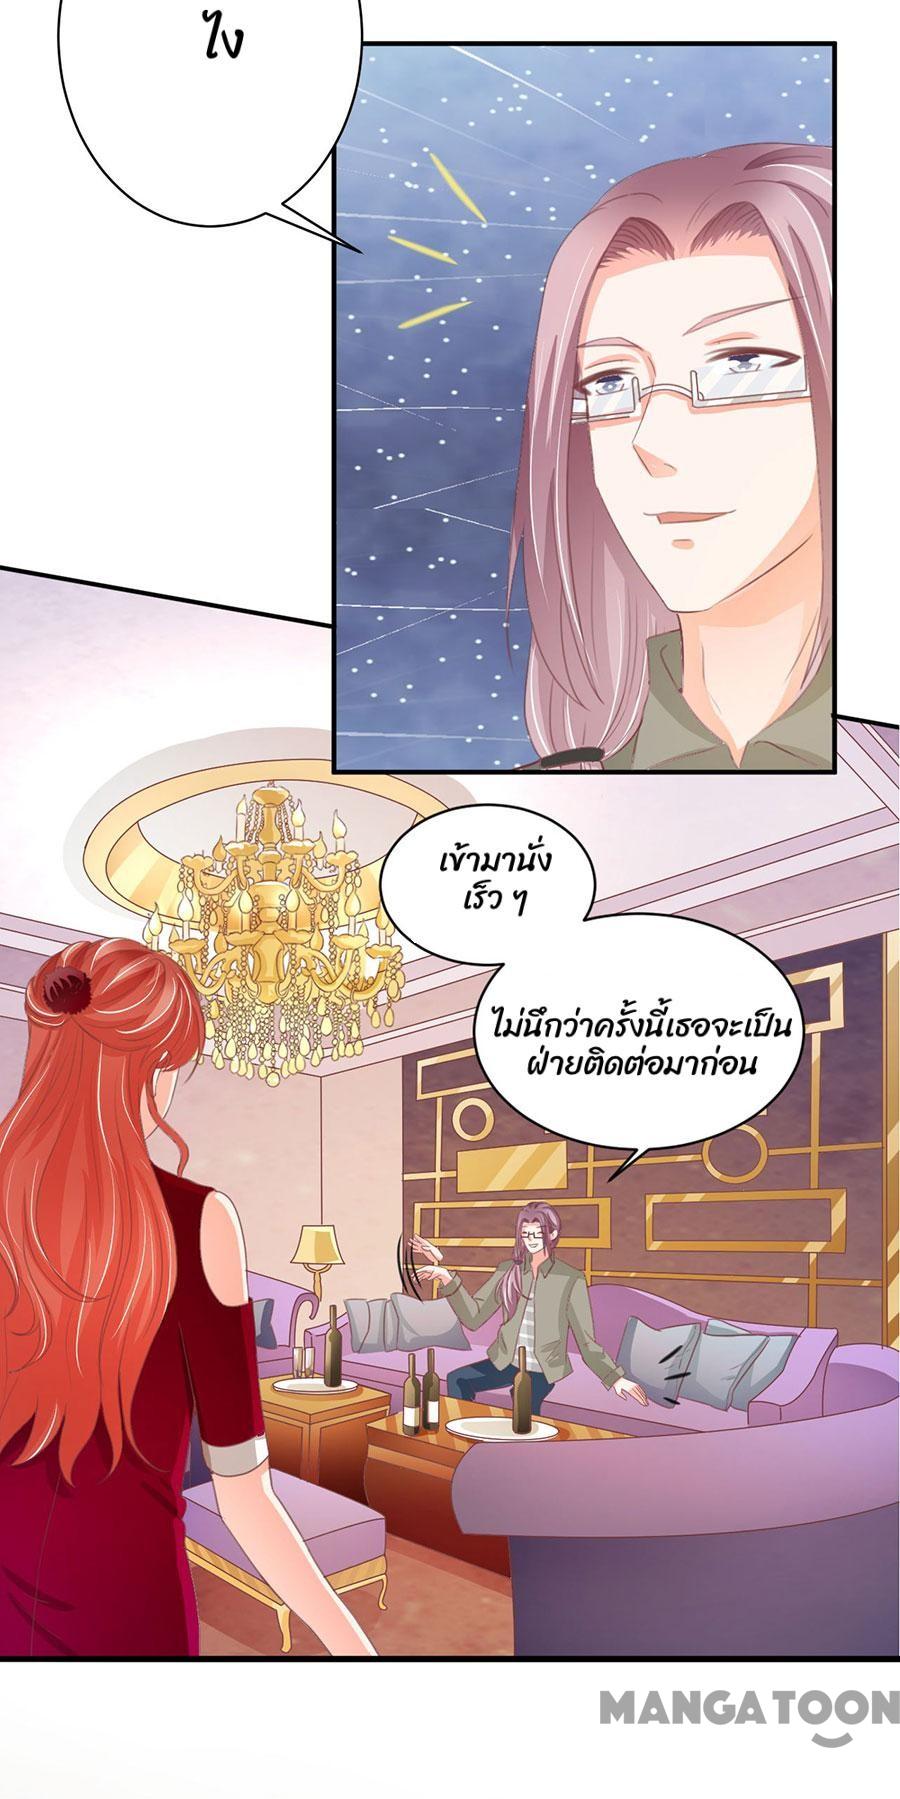 ไง
เข้ามานั่ง
เร็ว ๆ
ไม่นึกว่าครั้งนี้เธอจะเป็น
ฝ่ายติดต่อมาก่อน
MANGATOON